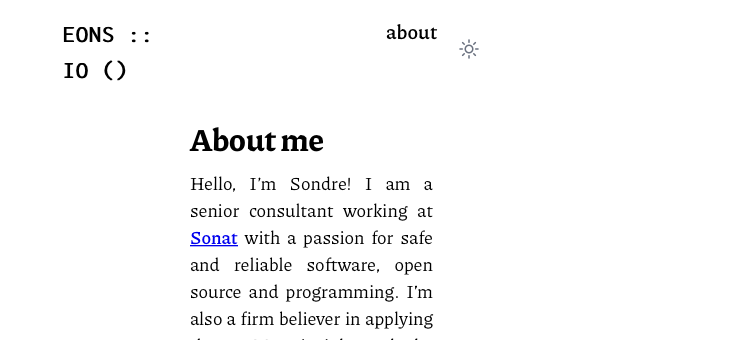 EONS ::
IO ()
about
About me
Hello, I'm Sondre! I am a
senior consultant working at
Sonat with a passion for safe
and reliable software, open
source and programming. I'm
also a firm believer in applying